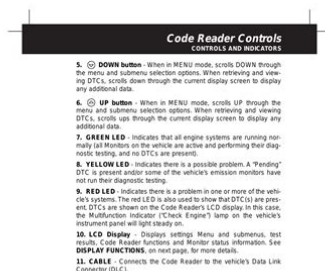 Code Reader Controls
CONTROLS AND INDICATORS
5. DOWN button - When in MENU mode, scrolls DOWN through
the menu and submenu selection options. When retrieving and view-
ing DTCs, scrolls down through the current display screen to display
any additional data.
6. UP button - When in MENU mode, scrolls UP through the
menu and submenu selection options. When retrieving and viewing
DTCs, scrolls ups through the current display screen to display any
additional data.
7. GREEN LED - Indicates that all engine systems are running nor-
mally (all Monitors on the vehicle are active and performing their diag-
nostic testing, and no DTCs are present).
8. YELLOW LED - Indicates there is a possible problem. A "Pending"
DTC is present and/or some of the vehicle's emission monitors have
not run their diagnostic testing.
9. RED LED - Indicates there is a problem in one or more of the vehi-
cle's systems. The red LED is also used to show that DTC(s) are pres-
ent. DTCs are shown on the Code Reader's LCD display. In this case,
the Multifunction Indicator ("Check Engine") lamp on the vehicle's
instrument panel will light steady on.
10. LCD Display - Displays settings Menu and submenus, test
results, Code Reader functions and Monitor status information. See
DISPLAY FUNCTIONS, on next page, for more details.
11. CABLE - Connects the Code Reader to the vehicle's Data Link
Connector (DLC).